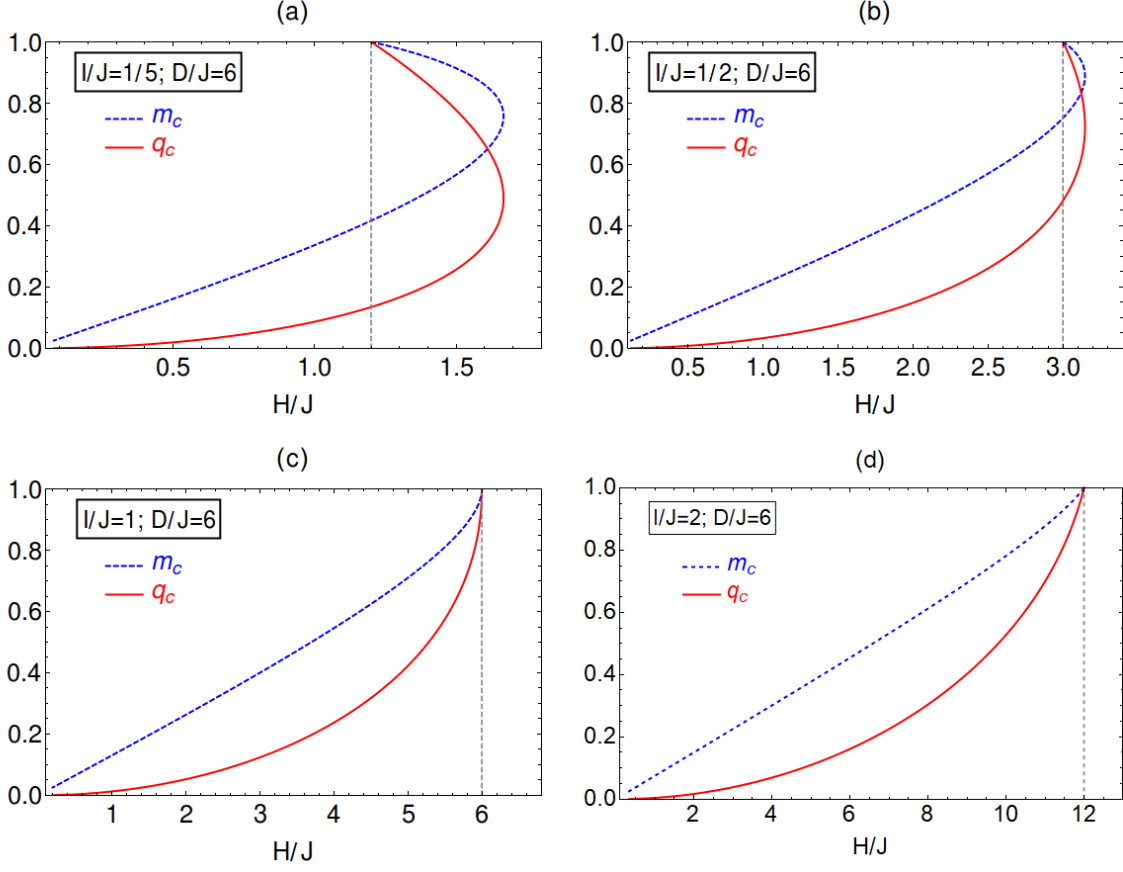 (a)
1.0
0.8
0.6
0.4
0.2
0.0
I/J=1/5; D/J=6
m_c
q_c
0.5 1.0 1.5
H/J
(b)
1.0
0.8
0.6
0.4
0.2
0.0
I/J=1/2; D/J=6
m_c
q_c
0.5 1.0 1.5 2.0 2.5 3.0
H/J
(c)
1.0
0.8
0.6
0.4
0.2
0.0
I/J=1; D/J=6
m_c
q_c
1 2 3 4 5 6
H/J
(d)
1.0
0.8
0.6
0.4
0.2
0.0
I/J=2; D/J=6
m_c
q_c
2 4 6 8 10 12
H/J